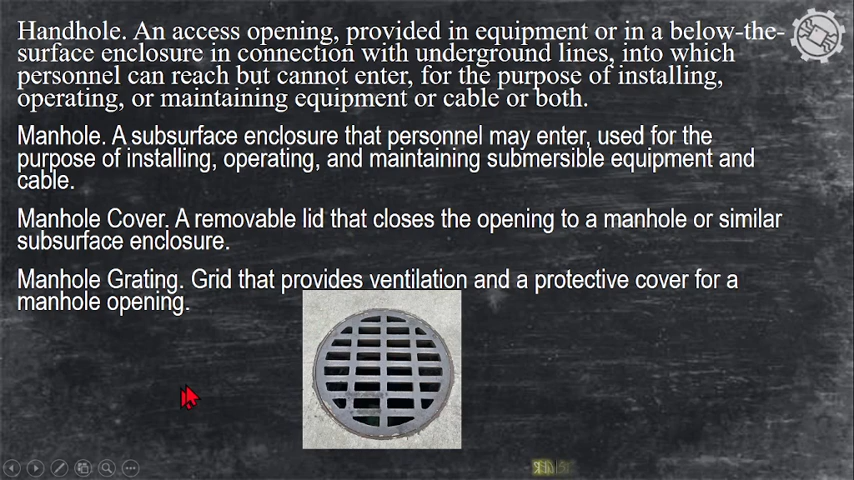 Handhole. An access opening, provided in equipment or in a below-the-
surface enclosure in connection with underground lines, into which
personnel can reach but cannot enter, for the purpose of installing,
operating, or maintaining equipment or cable or both.
Manhole. A subsurface enclosure that personnel may enter, used for the
purpose of installing, operating, and maintaining submersible equipment and
cable.
Manhole Cover. A removable lid that closes the opening to a manhole or similar
subsurface enclosure.
Manhole Grating. Grid that provides ventilation and a protective cover for a
manhole opening.